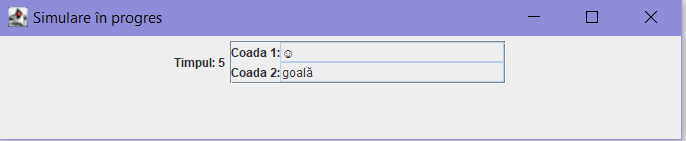 Simulare în progres
Timpul: 5
Coada 1: ☺
Coada 2: goală